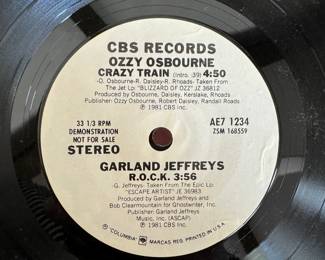 CBS RECORDS
OZZY OSBOURNE
CRAZY TRAIN (Intro. :39) 4:50
-O. Osbourne-R. Daisley-R. Rhoads-Taken From
The Jet Lp: "BLIZZARD OF OZZ" JZ 36812
Produced by Osbourne, Daisley, Kerslake, Rhoads
Publisher: Ozzy Osbourne, Robert Daisley, Randall Roads
℗ 1981 CBS Inc.
33 1/3 RPM
DEMONSTRATION
NOT FOR SALE
STEREO
AE7 1234
ZSM 168559
GARLAND JEFFREYS
R.O.C.K. 3:56
-G. Jeffreys- Taken From The Epic Lp:
"ESCAPE ARTIST" JE 36983
Produced by Garland Jeffreys and
Bob Clearmountain for Ghostwriter, Inc.
Publisher: Garland Jeffreys
Music, Inc. (ASCAP)
℗ 1981 CBS Inc.
"COLUMBIA", MARCAS REG. PRINTED IN U.S.A.